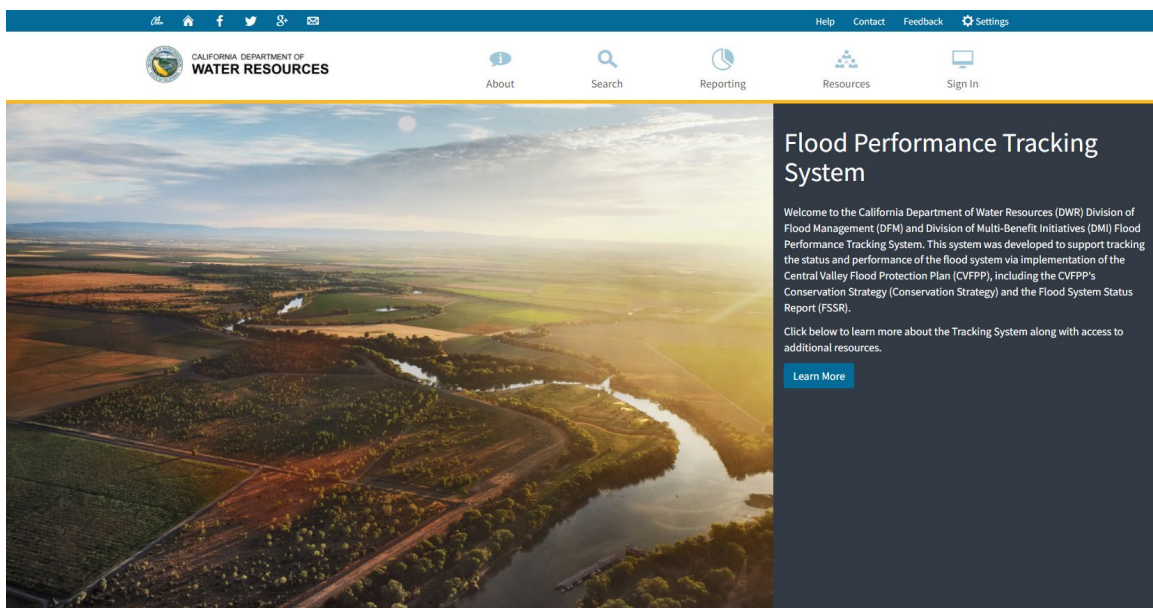 Help Contact Feedback Settings
CALIFORNIA DEPARTMENT OF
WATER RESOURCES
About Search Reporting Resources Sign In
Flood Performance Tracking
System
Welcome to the California Department of Water Resources (DWR) Division of
Flood Management (DFM) and Division of Multi-Benefit Initiatives (DMI) Flood
Performance Tracking System. This system was developed to support tracking
the status and performance of the flood system via implementation of the
Central Valley Flood Protection Plan (CVFPP), including the CVFPP's
Conservation Strategy (Conservation Strategy) and the Flood System Status
Report (FSSR).
Click below to learn more about the Tracking System along with access to
additional resources.
Learn More